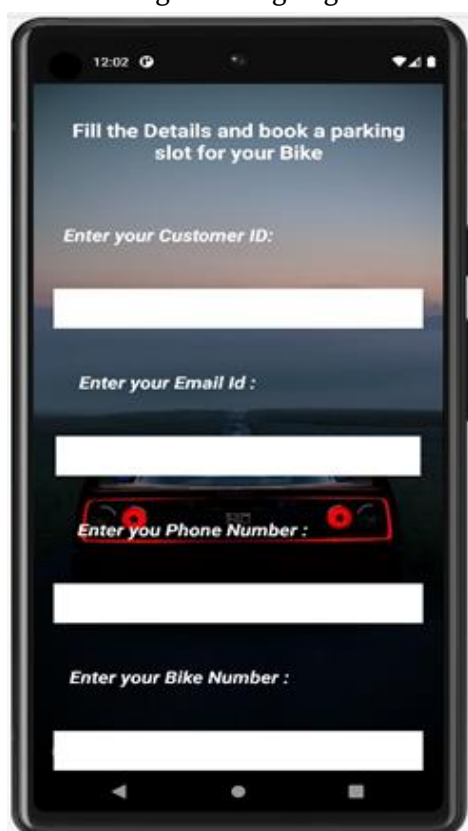 12:02
Fill the Details and book a parking
slot for your Bike
Enter your Customer ID:
Enter your Email Id :
Enter you Phone Number :
Enter your Bike Number :